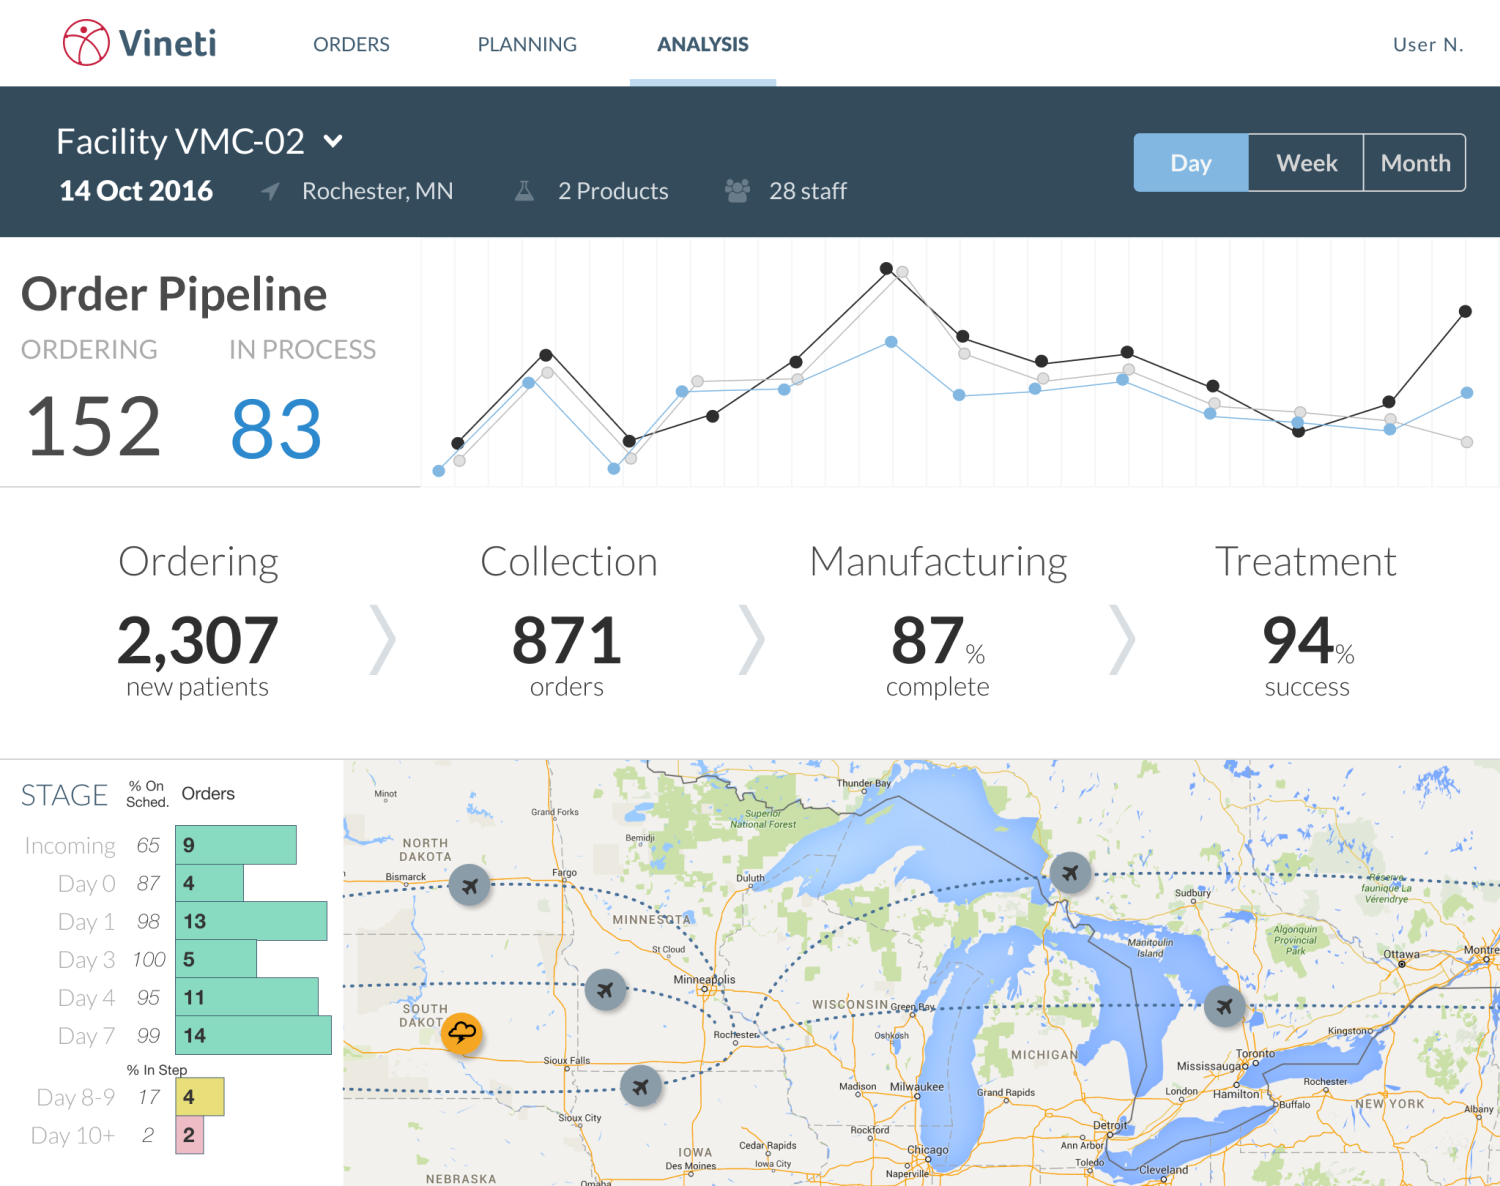 Vineti
ORDERS
PLANNING
ANALYSIS
User N.
Facility VMC-02
14 Oct 2016
Rochester, MN
2 Products
28 staff
Day
Week
Month
Order Pipeline
ORDERING
IN PROCESS
152
83
Ordering
2,307
new patients
Collection
871
orders
Manufacturing
87%
complete
Treatment
94%
success
STAGE
% On
Sched.
Orders
Incoming 65 9
Day 0 87 4
Day 1 98 13
Day 3 100 5
Day 4 95 11
Day 7 99 14
% In Step
Day 8-9 17 4
Day 10+ 2 2
Minot
Grand Forks
Thunder Bay
Superior
National Forest
Bemidji
NORTH
DAKOTA
Bismarck
Fargo
Duluth
Sudbury
Réserve
faunique La
Vérendrye
MINNESOTA
St Cloud
Manitoulin
Island
Algonquin
Provincial
Park
Ottawa
Montre
Minneapolis
SOUTH
DAKOT
WISCONSIN
Green Bay
Rochester
Oshkosh
Kingston
MICHIGAN
Toronto
Mississauga
Sioux Falls
Madison
Milwaukee
Grand Rapids
London
Hamilton
Rochester
Buffalo
NEW YORK
Albany
Sioux City
Rockford
Detroit
Ann Arbor
Cedar Rapids
IOWA
Iowa City
Des Moines
Chicago
Naperville
Toledo
Cleveland
NEBRASKA
Omaha